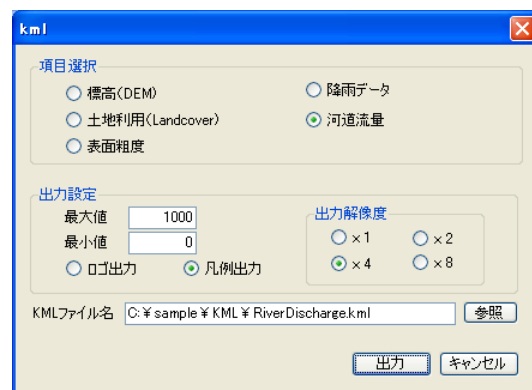 kml
項目選択
標高(DEM)
降雨データ
土地利用(Landcover)
河道流量
表面粗度
出力設定
最大値 1000
最小値 0
ロゴ出力
凡例出力
出力解像度
×1
×2
×4
×8
KMLファイル名 C:¥sample¥KML¥RiverDischarge.kml 参照
出力 キャンセル